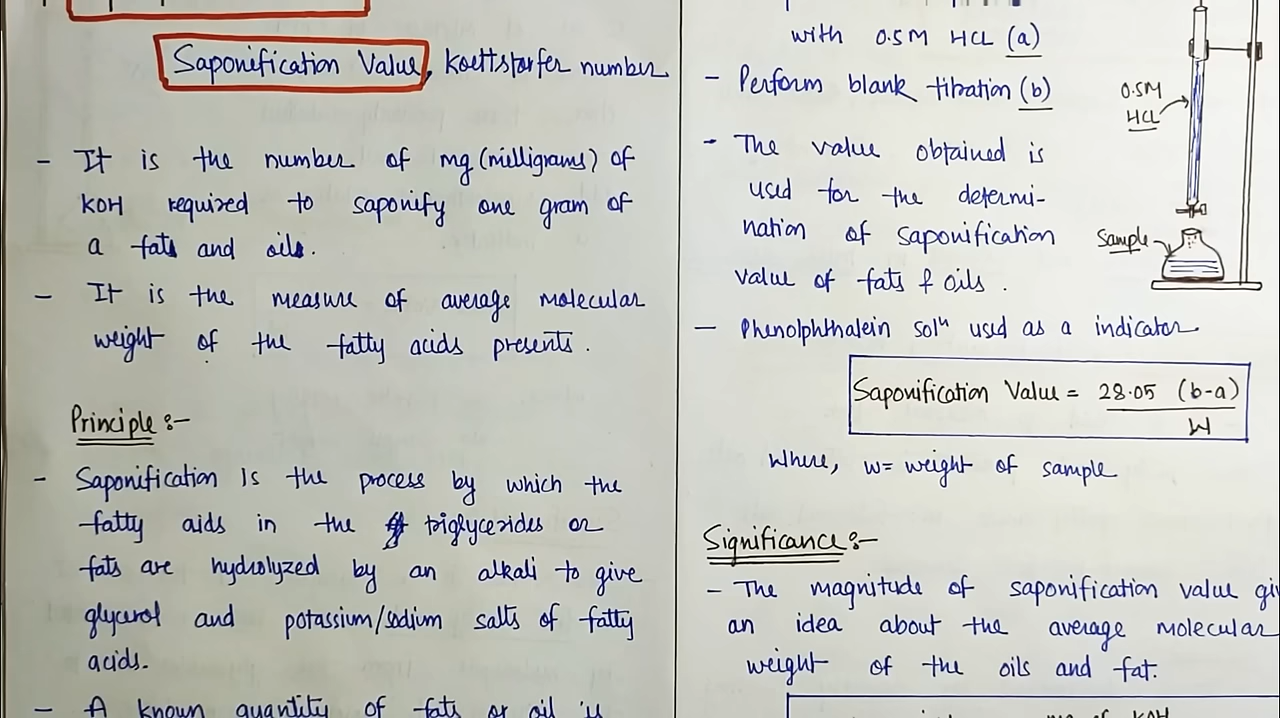 Saponification Value, Koettstorfer number
- It is the number of mg (milligrams) of
KOH required to saponify one gram of
a fats and oils.
- It is the measure of average molecular
weight of the fatty acids presents.
Principle :-
- Saponification is the process by which the
fatty aids in the triglycerides or
fats are hydrolyzed by an alkali to give
glycerol and potassium/sodium salts of fatty
acids.
- A known quantity of fats or oil is
with 0.5M HCL (a)
- Perform blank titration (b)
- The value obtained is
used for the determi-
nation of saponification
value of fats & oils.
- Phenolphthalein solⁿ used as a indicator
0.5M
HCL
Sample
Saponification Value = 28.05 (b-a)
W
Where, w= weight of sample
Significance :-
- The magnitude of saponification value gi
an idea about the average molecular
weight of the oils and fat.
mg of KOH